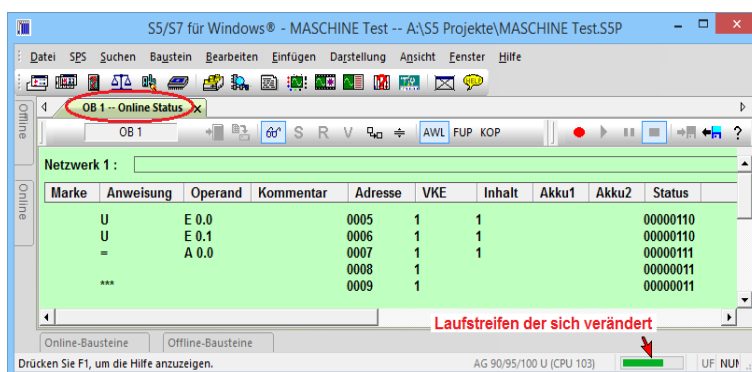 S5/S7 für Windows® - MASCHINE Test -- A:\S5 Projekte\MASCHINE Test.S5P
Datei SPS Suchen Baustein Bearbeiten Einfügen Darstellung Ansicht Fenster Hilfe
Offline
OB 1 -- Online Status
OB 1 S R V AWL FUP KOP ?
Online
Netzwerk 1 :
Marke Anweisung Operand Kommentar Adresse VKE Inhalt Akku1 Akku2 Status
U E 0.0 0005 1 1 00000110
U E 0.1 0006 1 1 00000110
= A 0.0 0007 1 1 00000111
0008 1 00000011
*** 0009 1 00000011
Laufstreifen der sich verändert
Online-Bausteine Offline-Bausteine
Drücken Sie F1, um die Hilfe anzuzeigen. AG 90/95/100 U (CPU 103) UF